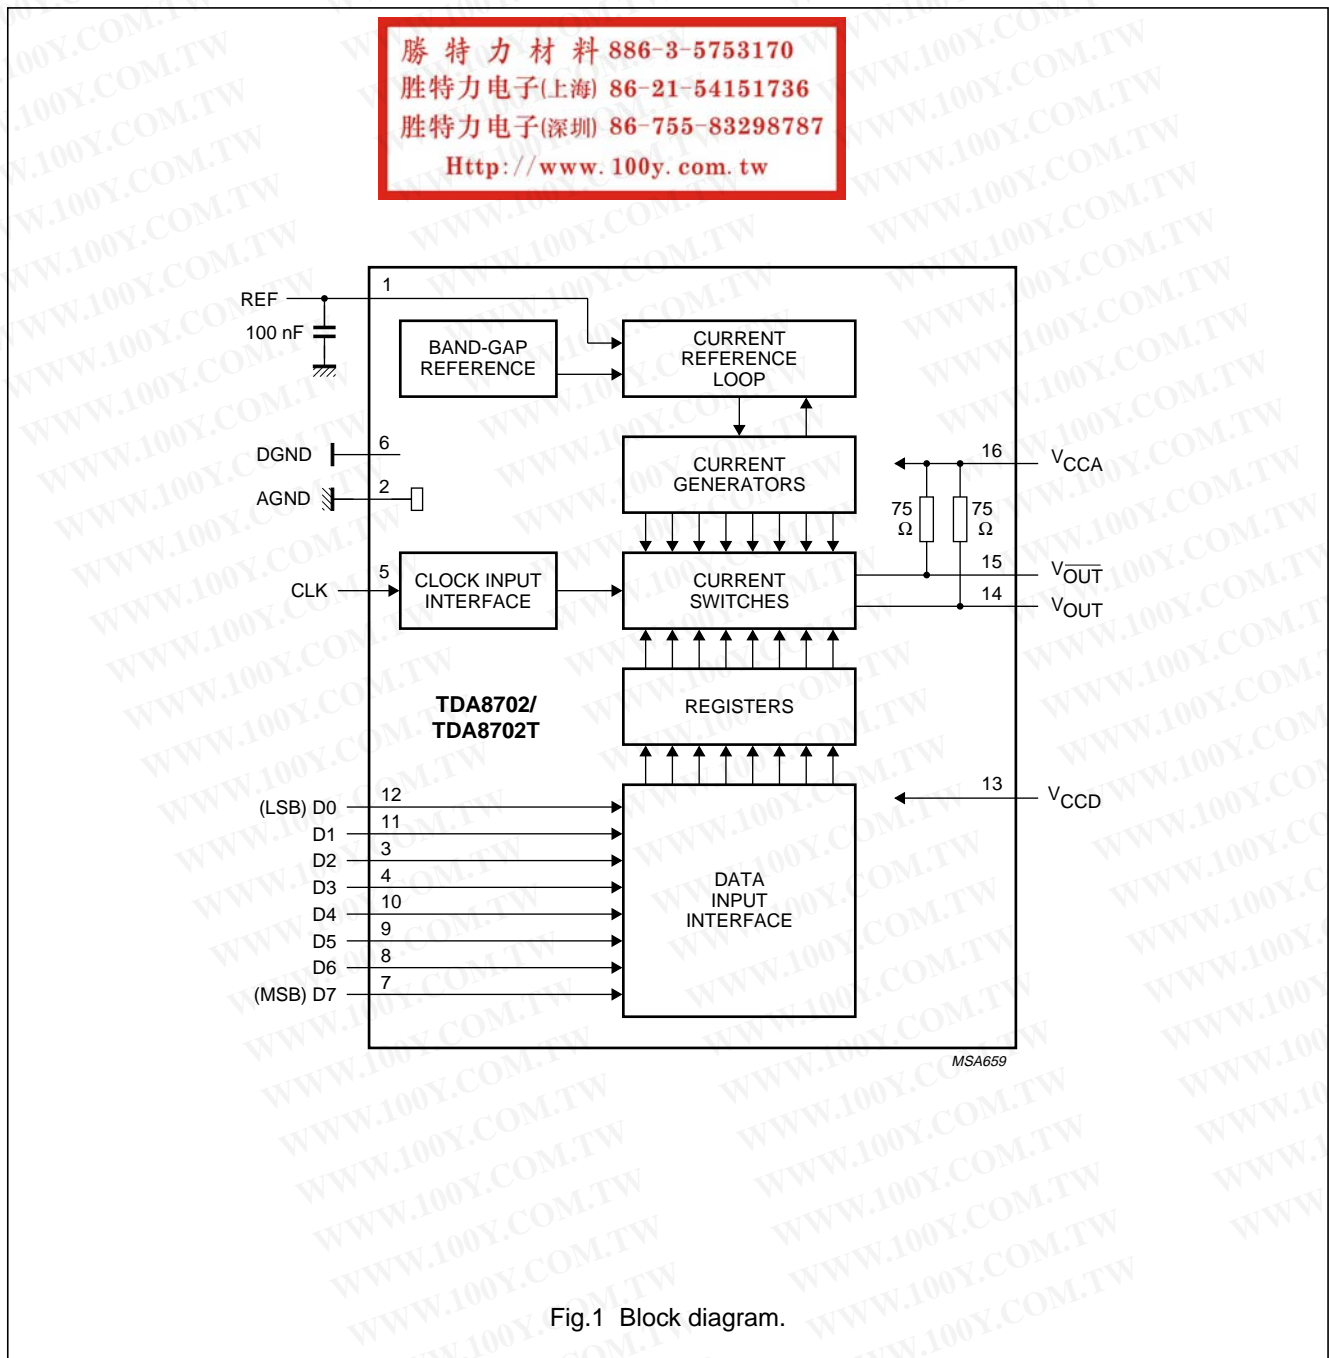 勝特力材料 886-3-5753170
胜特力电子(上海) 86-21-54151736
胜特力电子(深圳) 86-755-83298787
Http://www.100y.com.tw
REF
1
100 nF
BAND-GAP
REFERENCE
CURRENT
REFERENCE
LOOP
DGND
6
AGND
2
CURRENT
GENERATORS
16
VCCA
75
Ω
75
Ω
CLK
5
CLOCK INPUT
INTERFACE
CURRENT
SWITCHES
15
VOUT
14
VOUT
TDA8702/
TDA8702T
REGISTERS
13
VCCD
(LSB) D0
12
D1
11
D2
3
D3
4
D4
10
D5
9
D6
8
(MSB) D7
7
DATA
INPUT
INTERFACE
MSA659
Fig.1 Block diagram.
WWW.100Y.COM.TW